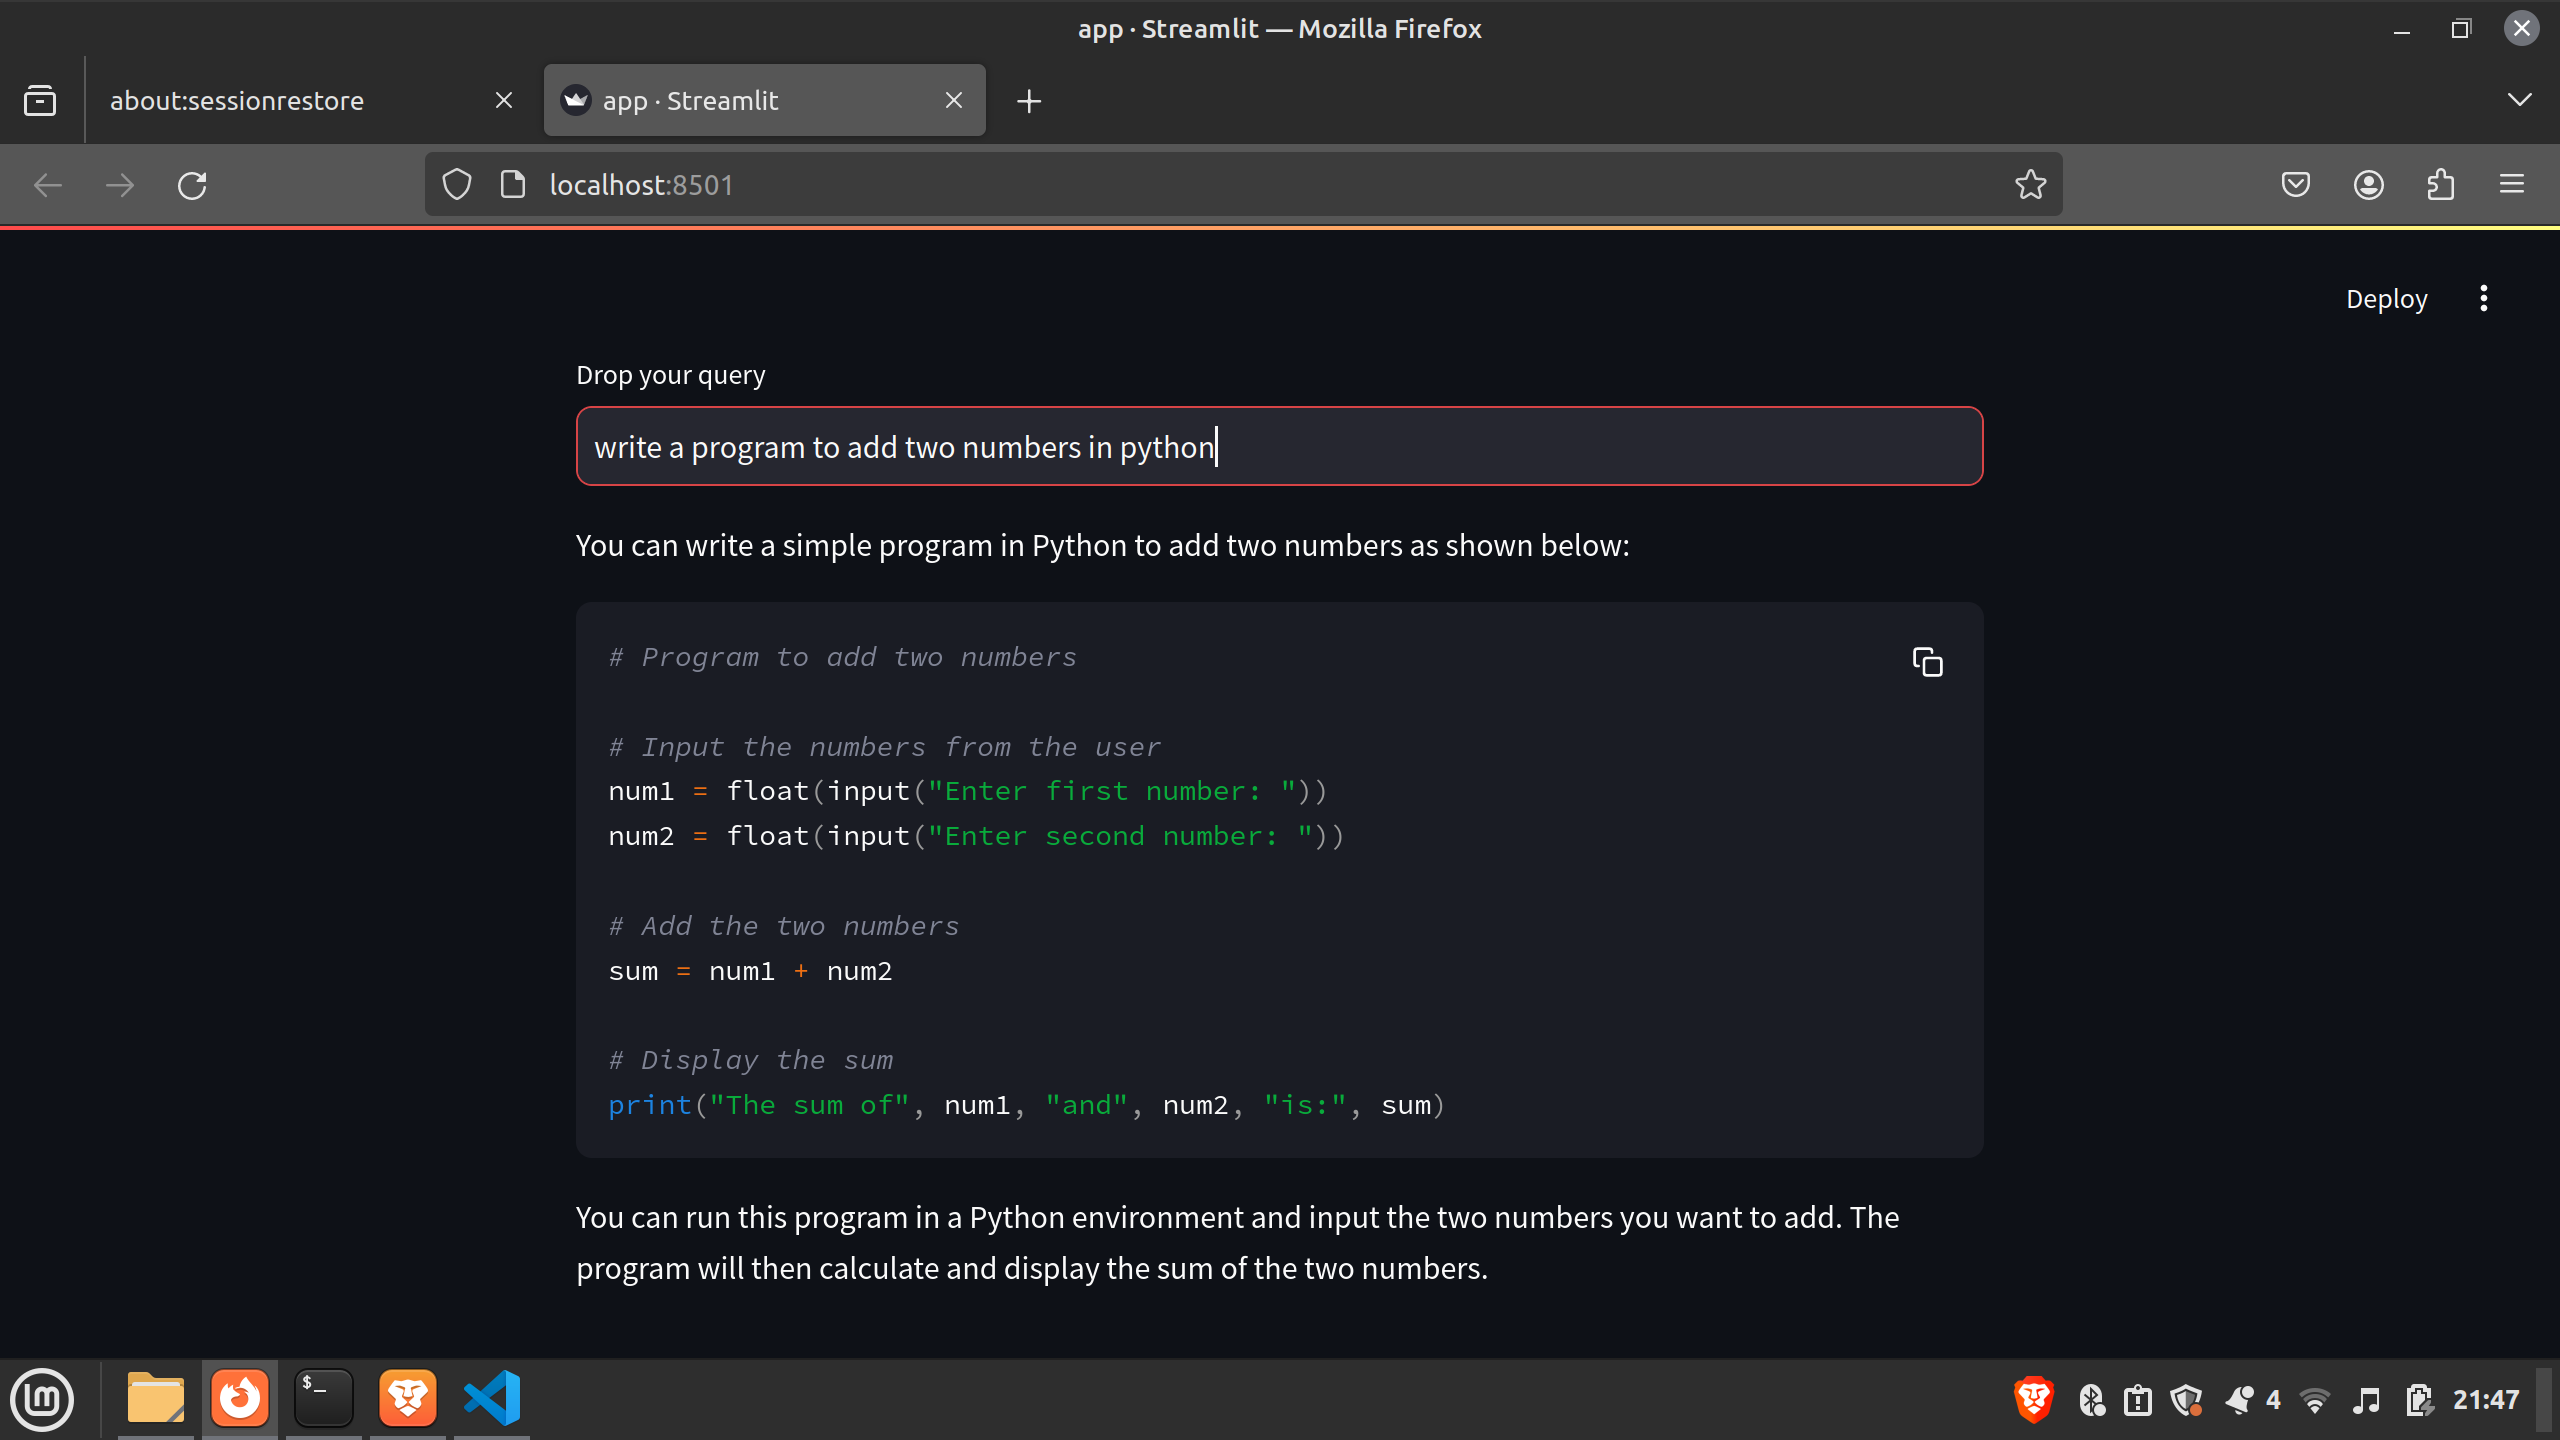 app · Streamlit — Mozilla Firefox
about:sessionrestore
app · Streamlit
localhost:8501
Deploy
Drop your query
write a program to add two numbers in python
You can write a simple program in Python to add two numbers as shown below:
# Program to add two numbers
# Input the numbers from the user
num1 = float(input("Enter first number: "))
num2 = float(input("Enter second number: "))
# Add the two numbers
sum = num1 + num2
# Display the sum
print("The sum of", num1, "and", num2, "is:", sum)
You can run this program in a Python environment and input the two numbers you want to add. The
program will then calculate and display the sum of the two numbers.
$_
4
21:47